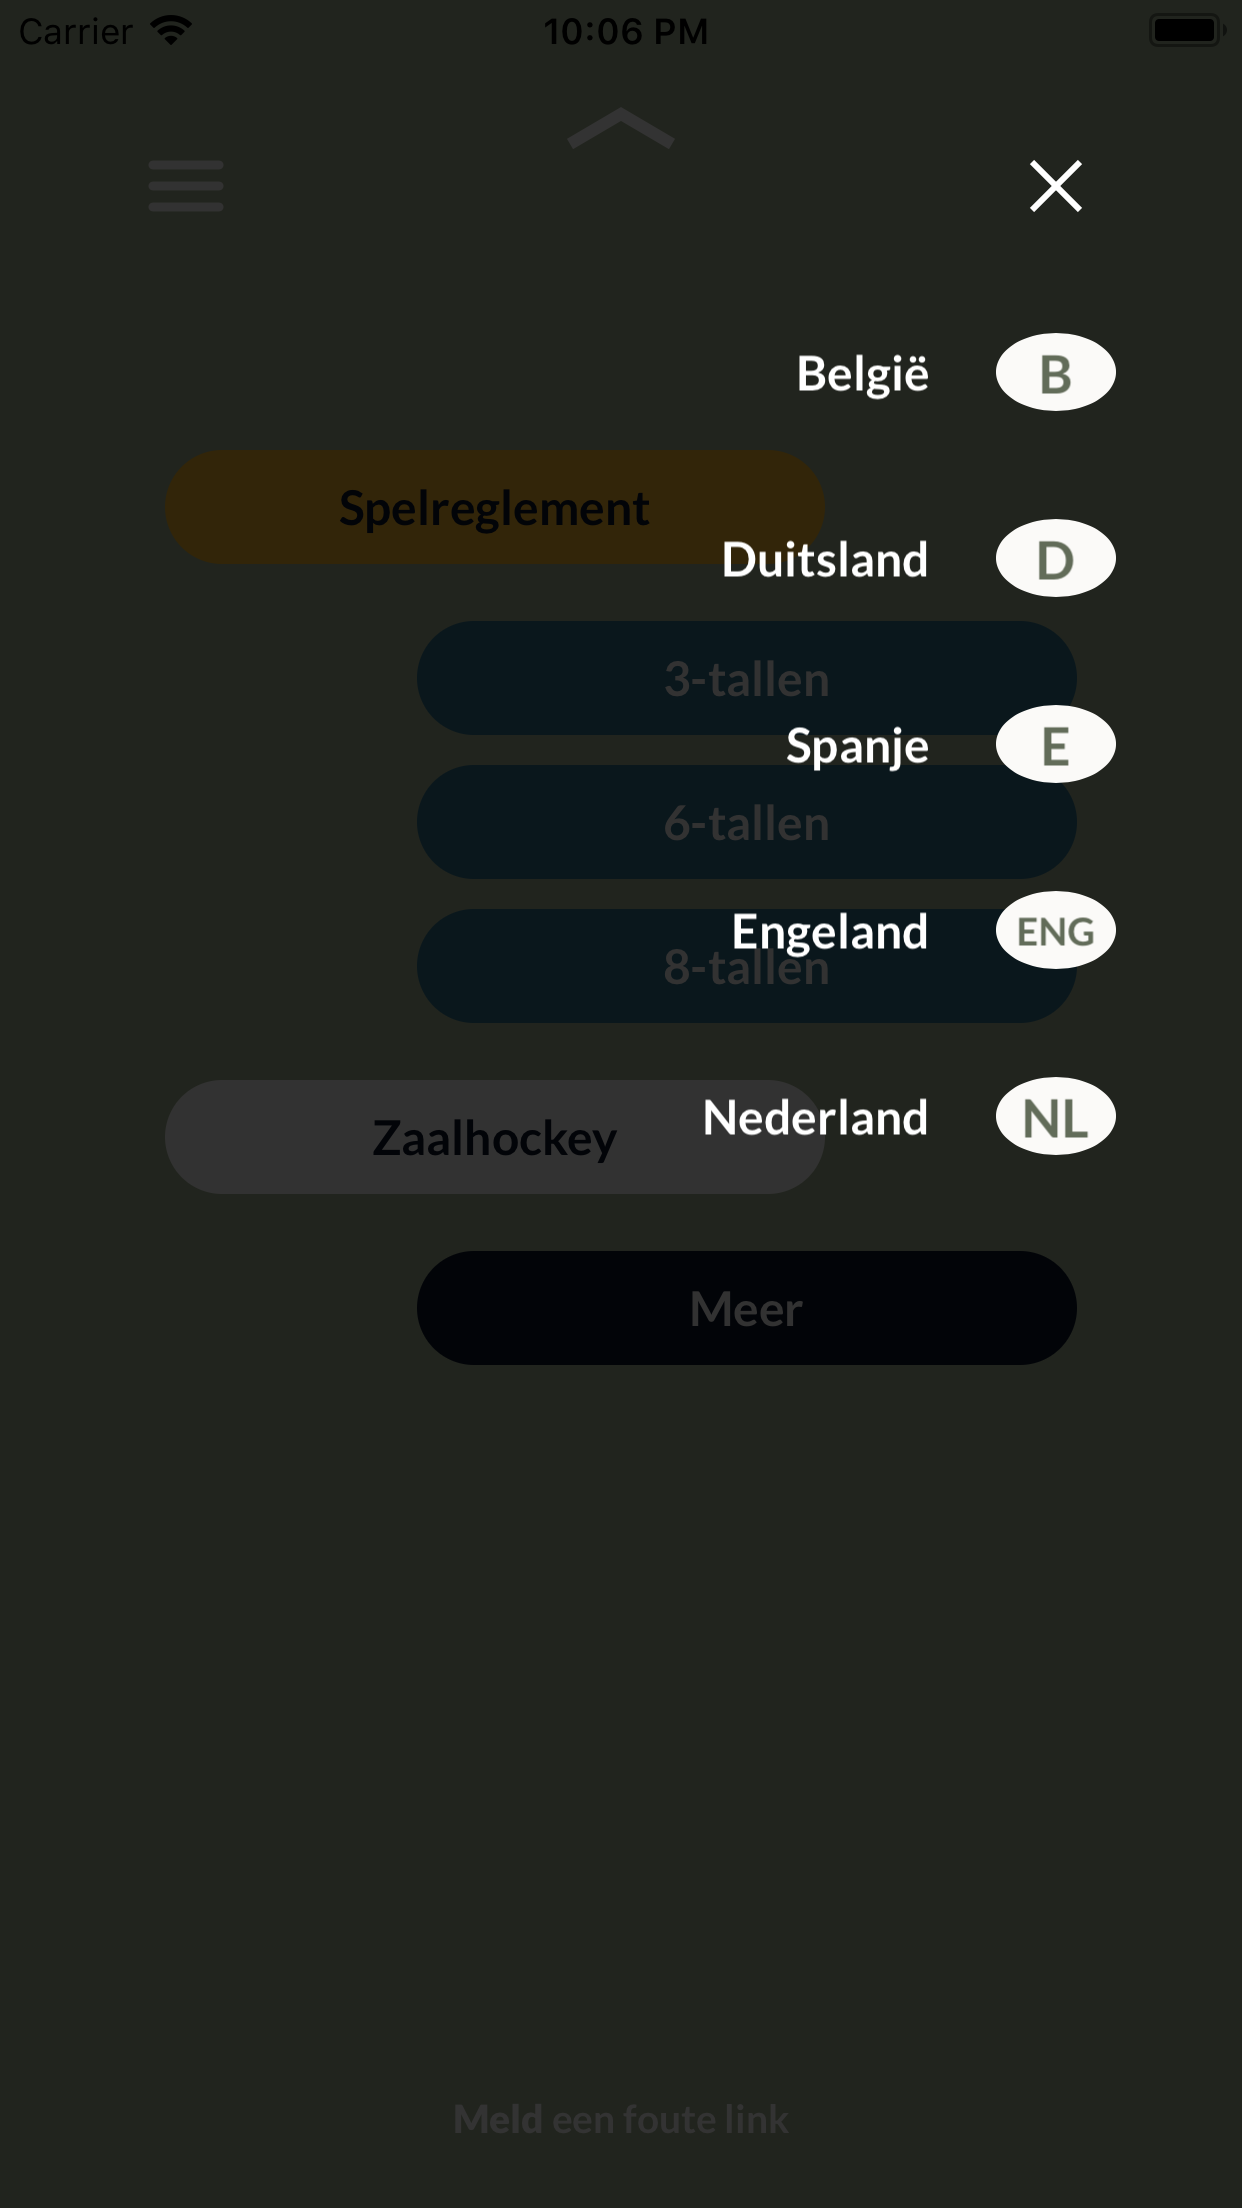 Carrier 10:06 PM
België B
Spelreglement
Duitsland D
3-tallen
Spanje E
6-tallen
Engeland ENG
8-tallen
Nederland NL
Zaalhockey
Meer
Meld een foute link